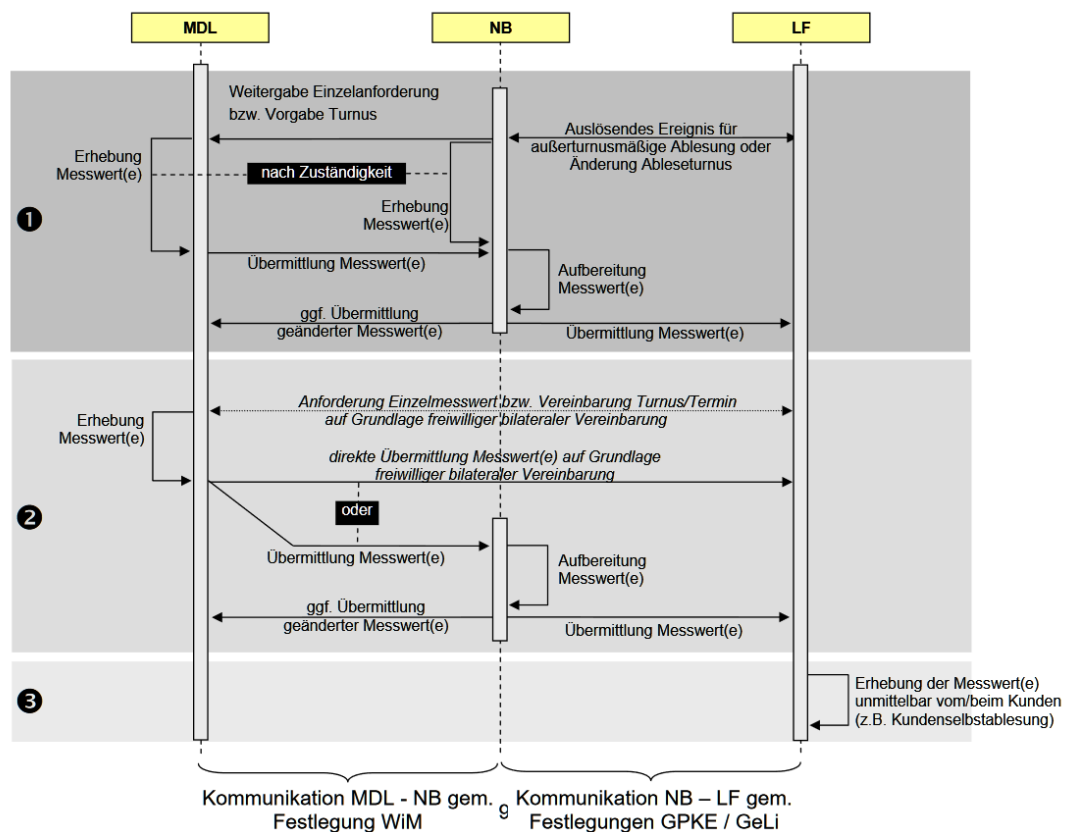 MDL
NB
LF
❶
Weitergabe Einzelanforderung
bzw. Vorgabe Turnus
Auslösendes Ereignis für
außerturnusmäßige Ablesung oder
Änderung Ableseturnus
Erhebung
Messwert(e)
nach Zuständigkeit
Erhebung
Messwert(e)
Übermittlung Messwert(e)
Aufbereitung
Messwert(e)
ggf. Übermittlung
geänderter Messwert(e)
Übermittlung Messwert(e)
❷
Anforderung Einzelmesswert bzw. Vereinbarung Turnus/Termin
auf Grundlage freiwilliger bilateraler Vereinbarung
Erhebung
Messwert(e)
direkte Übermittlung Messwert(e) auf Grundlage
freiwilliger bilateraler Vereinbarung
oder
Übermittlung Messwert(e)
Aufbereitung
Messwert(e)
ggf. Übermittlung
geänderter Messwert(e)
Übermittlung Messwert(e)
❸
Erhebung der Messwert(e)
unmittelbar vom/beim Kunden
(z.B. Kundenselbstablesung)
Kommunikation MDL - NB gem.
Festlegung WiM
g
Kommunikation NB – LF gem.
Festlegungen GPKE / GeLi